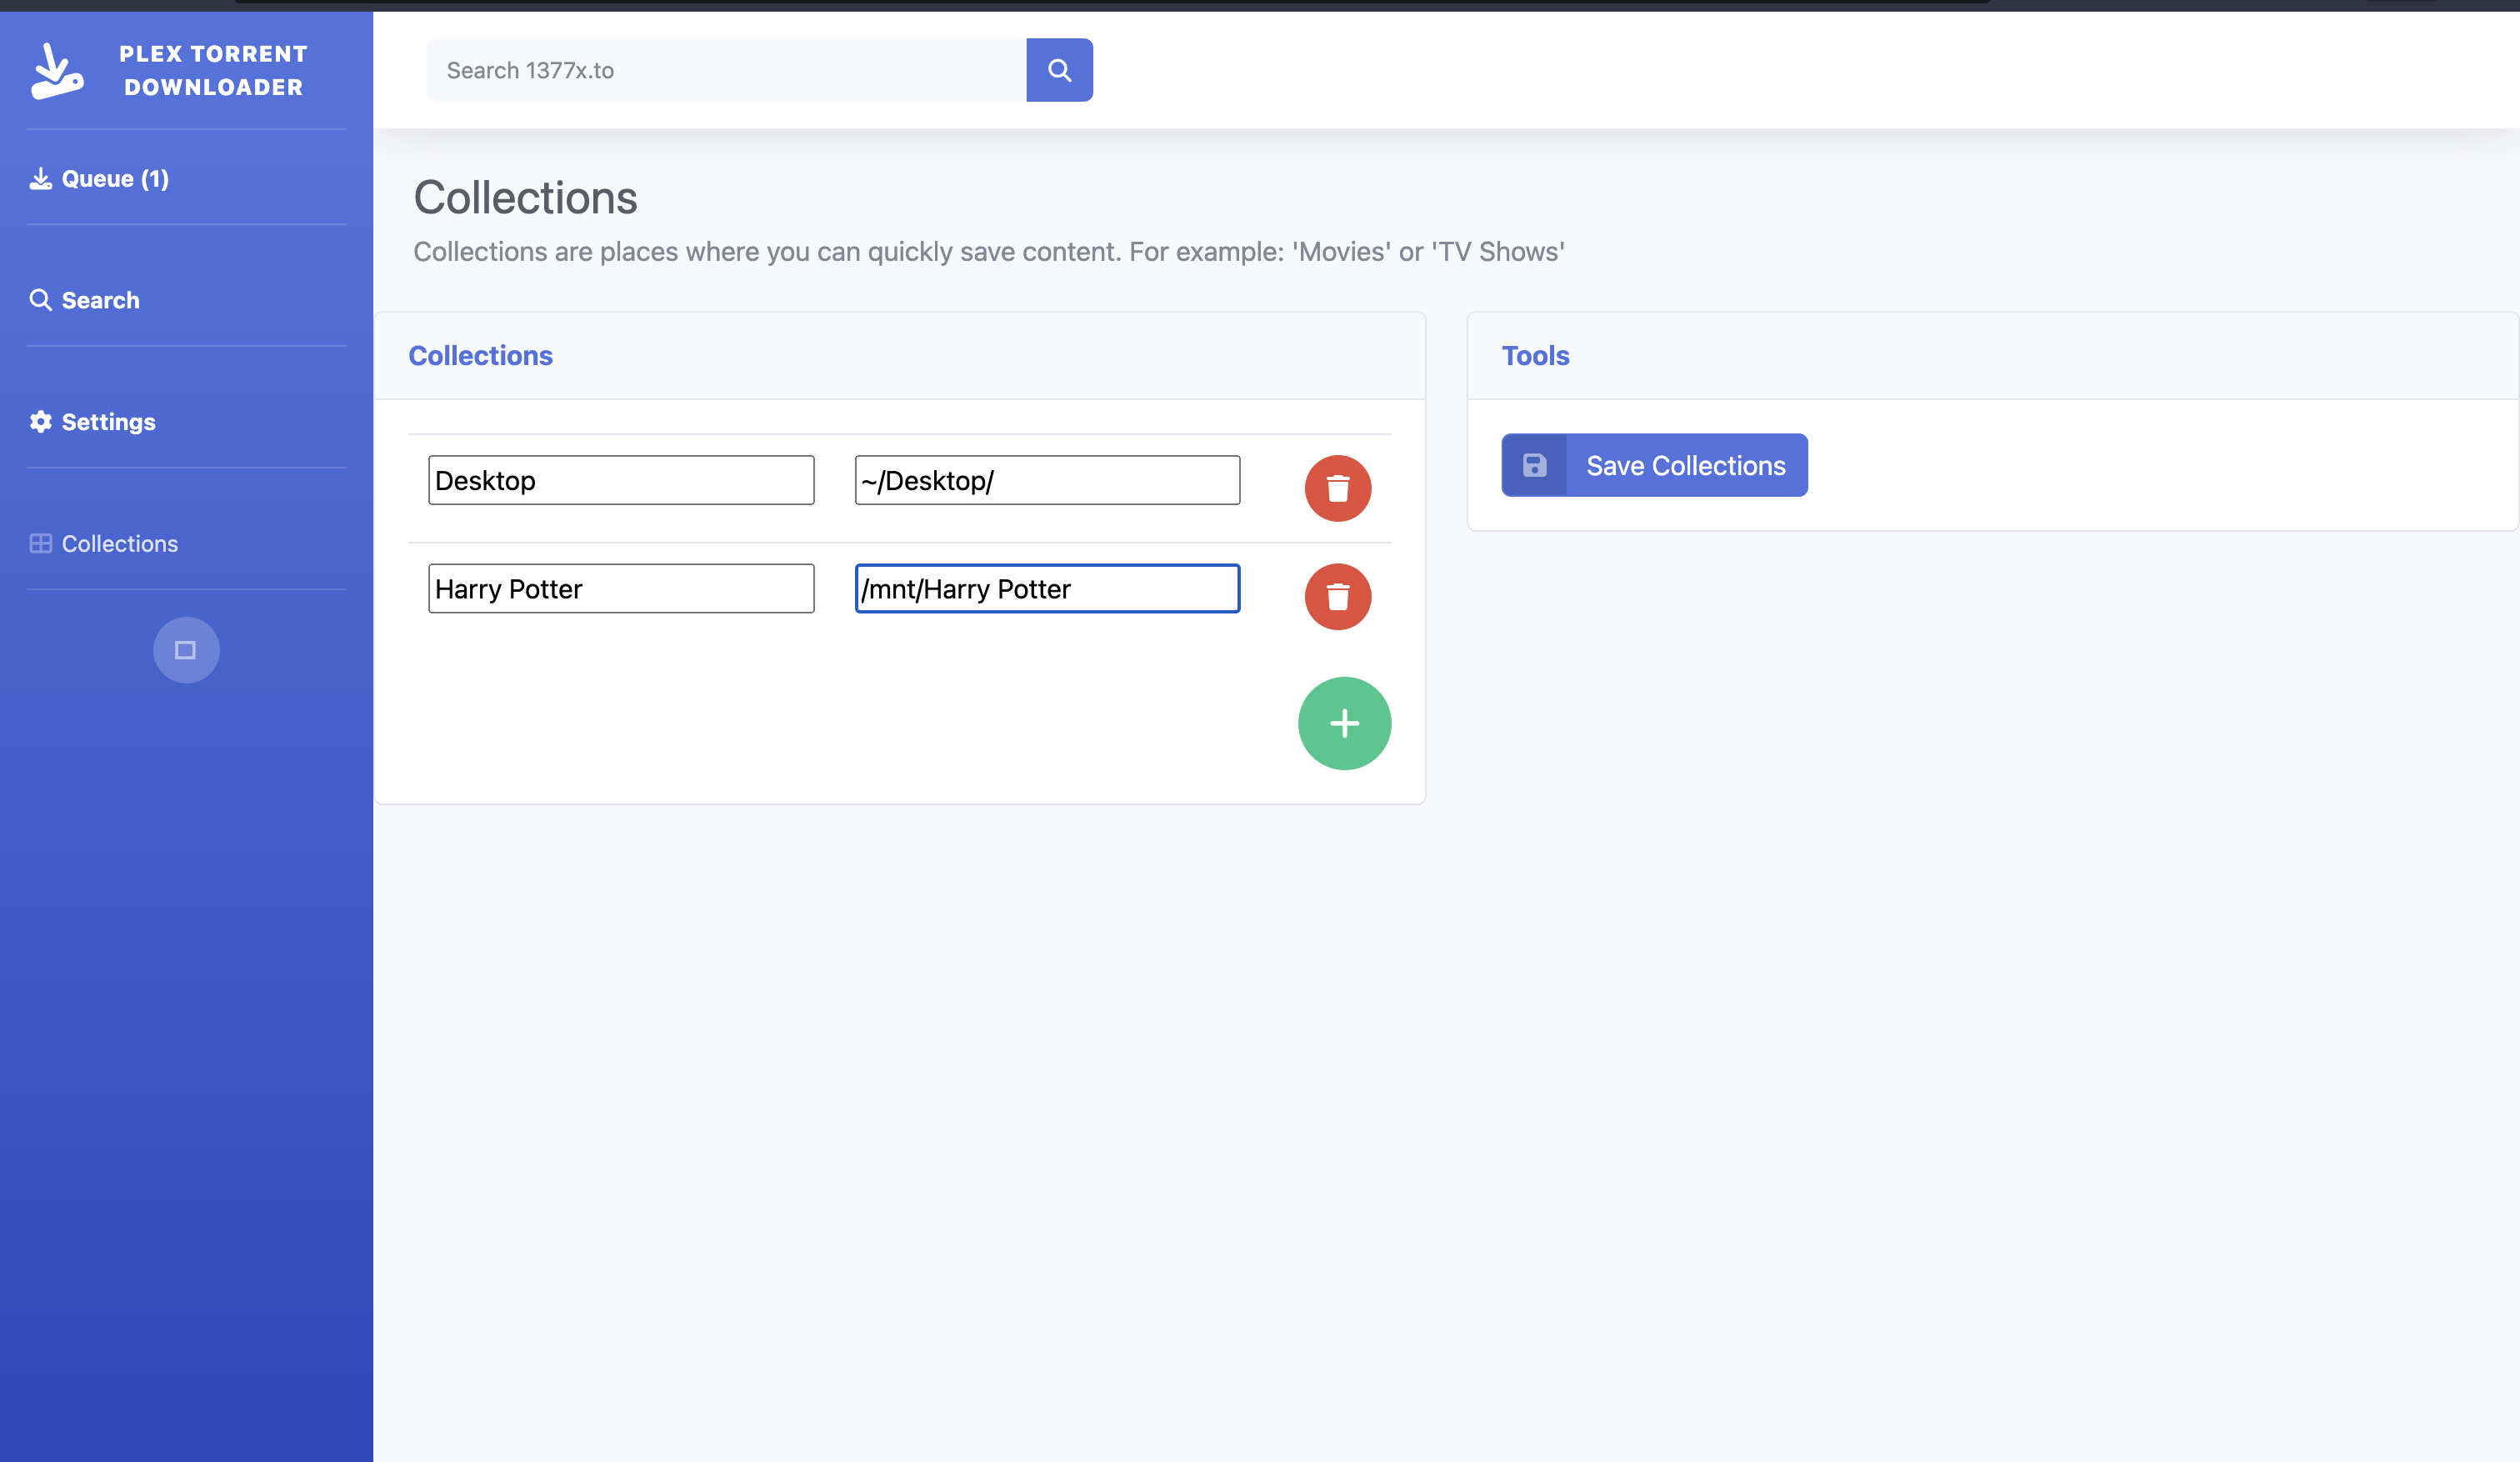 PLEX TORRENT
DOWNLOADER
Search 1377x.to
Queue (1)
Search
Settings
Collections
Collections
Collections are places where you can quickly save content. For example: 'Movies' or 'TV Shows'
Collections
Desktop
~/Desktop/
Harry Potter
/mnt/Harry Potter
Tools
Save Collections